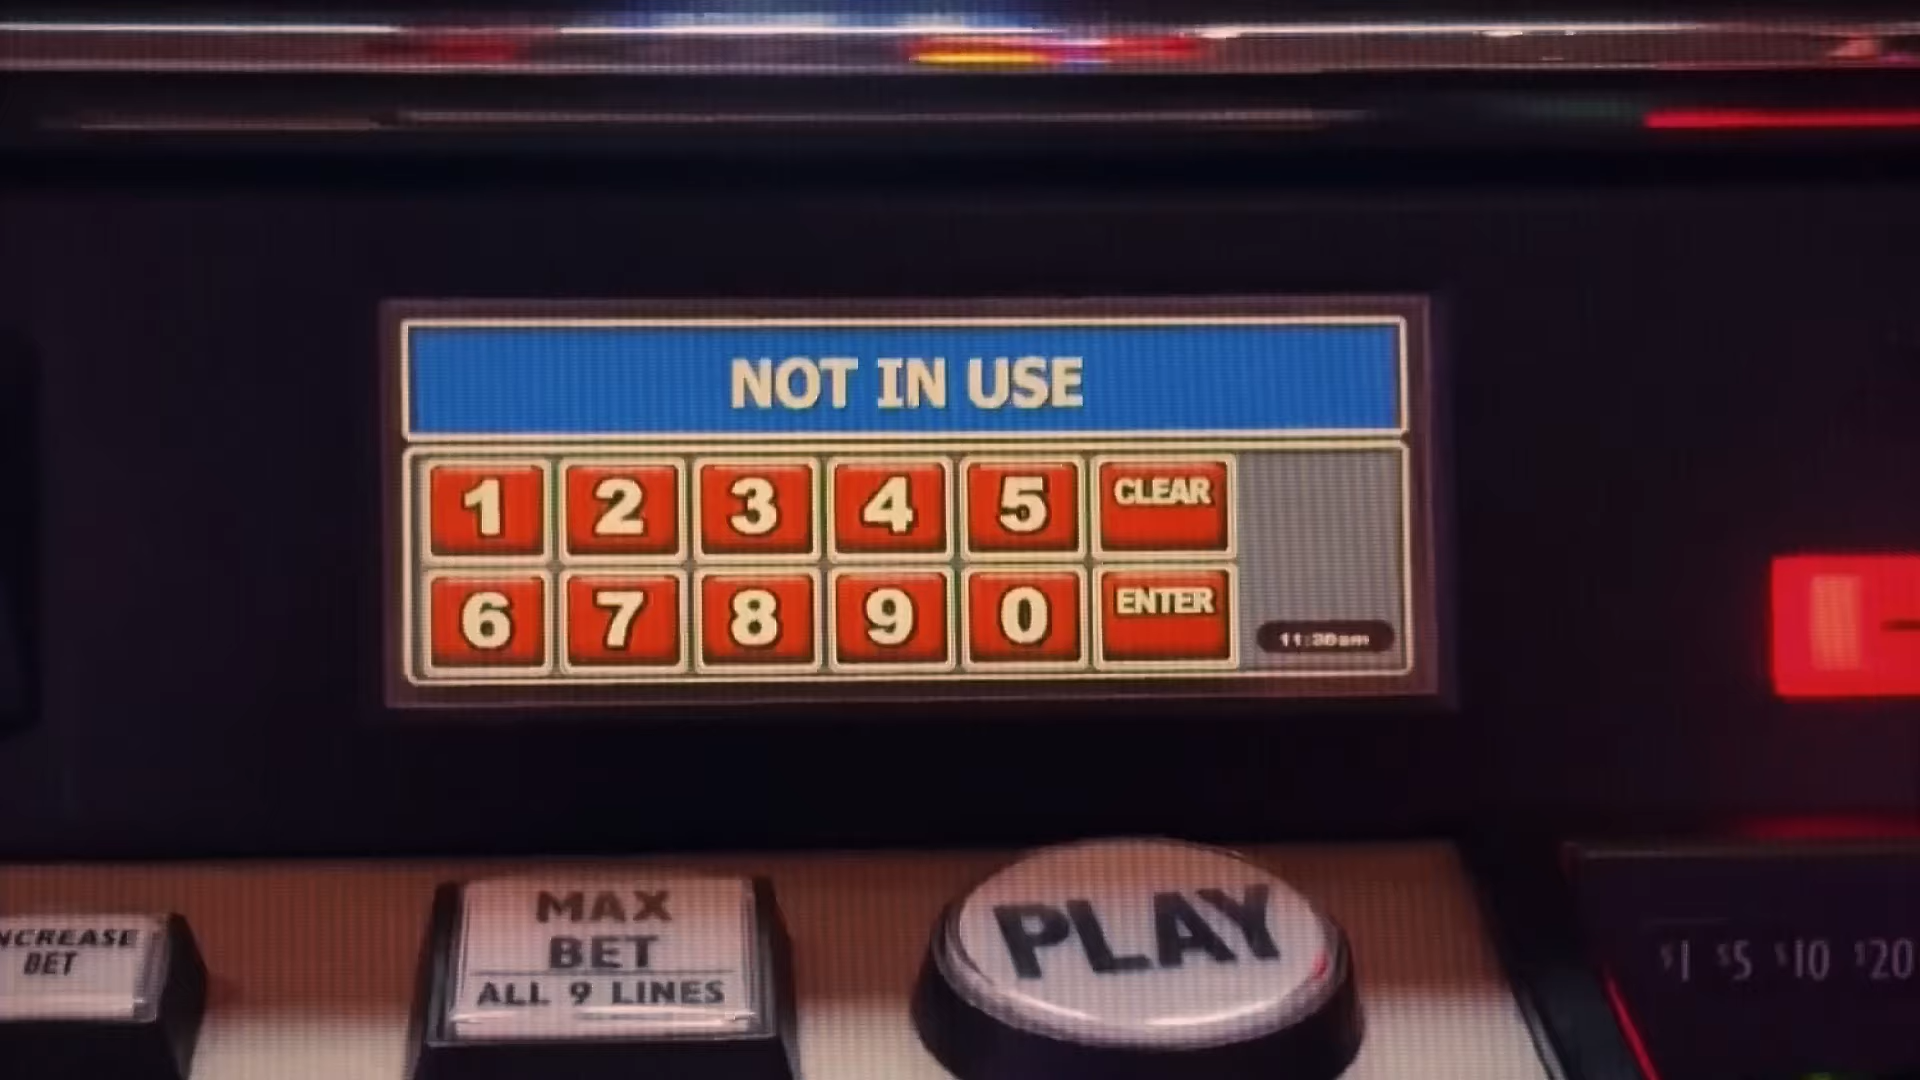 NOT IN USE
1 2 3 4 5 CLEAR
6 7 8 9 0 ENTER
MAX
BET
ALL 9 LINES
PLAY
NCREASE
BET
$1 $5 $10 $20